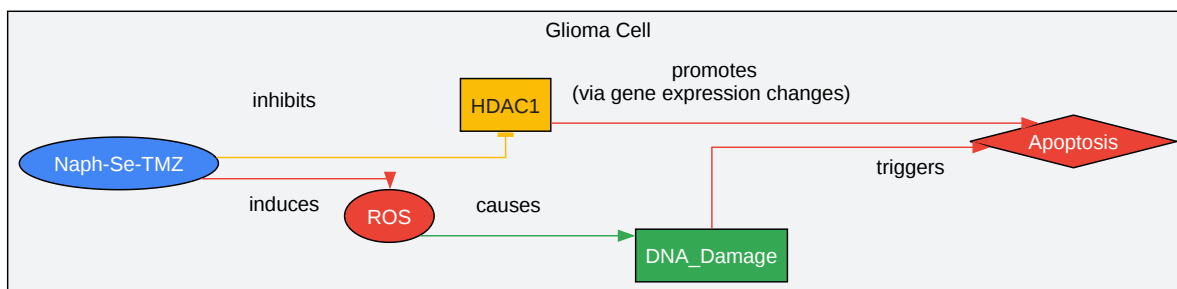 Glioma Cell
promotes
(via gene expression changes)
inhibits
HDAC1
Naph-Se-TMZ
Apoptosis
triggers
induces
ROS
causes
DNA_Damage